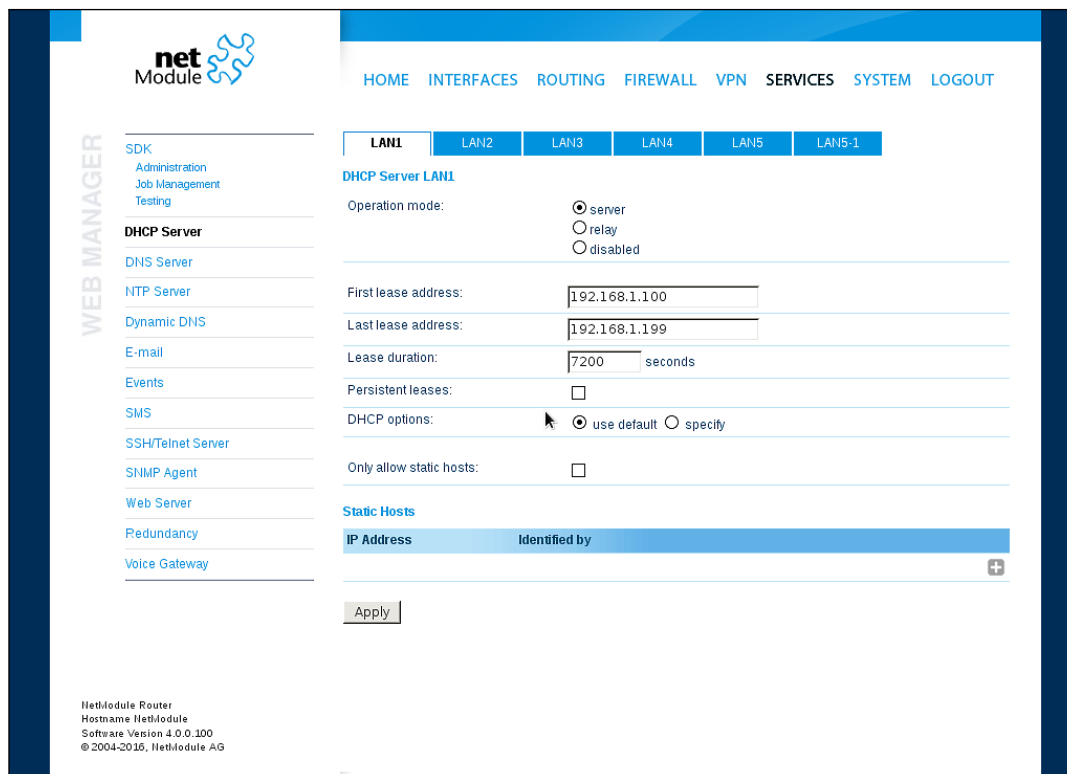 net
Module
HOME INTERFACES ROUTING FIREWALL VPN SERVICES SYSTEM LOGOUT
WEB MANAGER
SDK
Administration
Job Management
Testing
DHCP Server
DNS Server
NTP Server
Dynamic DNS
E-mail
Events
SMS
SSH/Telnet Server
SNMP Agent
Web Server
Redundancy
Voice Gateway
LAN1 LAN2 LAN3 LAN4 LAN5 LAN5-1
DHCP Server LAN1
Operation mode: server
relay
disabled
First lease address: 192.168.1.100
Last lease address: 192.168.1.199
Lease duration: 7200 seconds
Persistent leases:
DHCP options: use default specify
Only allow static hosts:
Static Hosts
IP Address Identified by
Apply
NetModule Router
Hostname NetModule
Software Version 4.0.0.100
© 2004-2016, NetModule AG